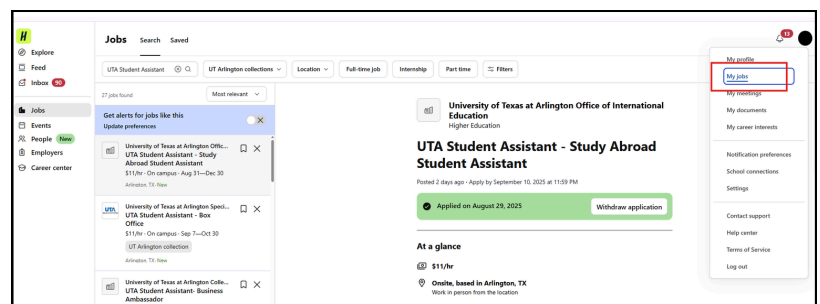 H
Explore
Feed
Inbox 90
Jobs
Events
People New
Employers
Career center
Jobs Search Saved
UTA Student Assistant
UT Arlington collections
Location
Full-time job
Internship
Part time
Filters
27 jobs found
Most relevant
Get alerts for jobs like this
Update preferences
University of Texas at Arlington Offic...
UTA Student Assistant - Study
Abroad Student Assistant
$11/hr · On campus · Aug 31—Dec 30
Arlington, TX · New
UTA
University of Texas at Arlington Speci...
UTA Student Assistant - Box
Office
$11/hr · On campus · Sep 7—Oct 30
UT Arlington collection
Arlington, TX · New
University of Texas at Arlington Colle...
UTA Student Assistant- Business
Ambassador
University of Texas at Arlington Office of International
Education
Higher Education
UTA Student Assistant - Study Abroad
Student Assistant
Posted 2 days ago · Apply by September 10, 2025 at 11:59 PM
Applied on August 29, 2025
Withdraw application
At a glance
$11/hr
Onsite, based in Arlington, TX
Work in person from the location
13
My profile
My jobs
My meetings
My documents
My career interests
Notification preferences
School connections
Settings
Contact support
Help center
Terms of Service
Log out